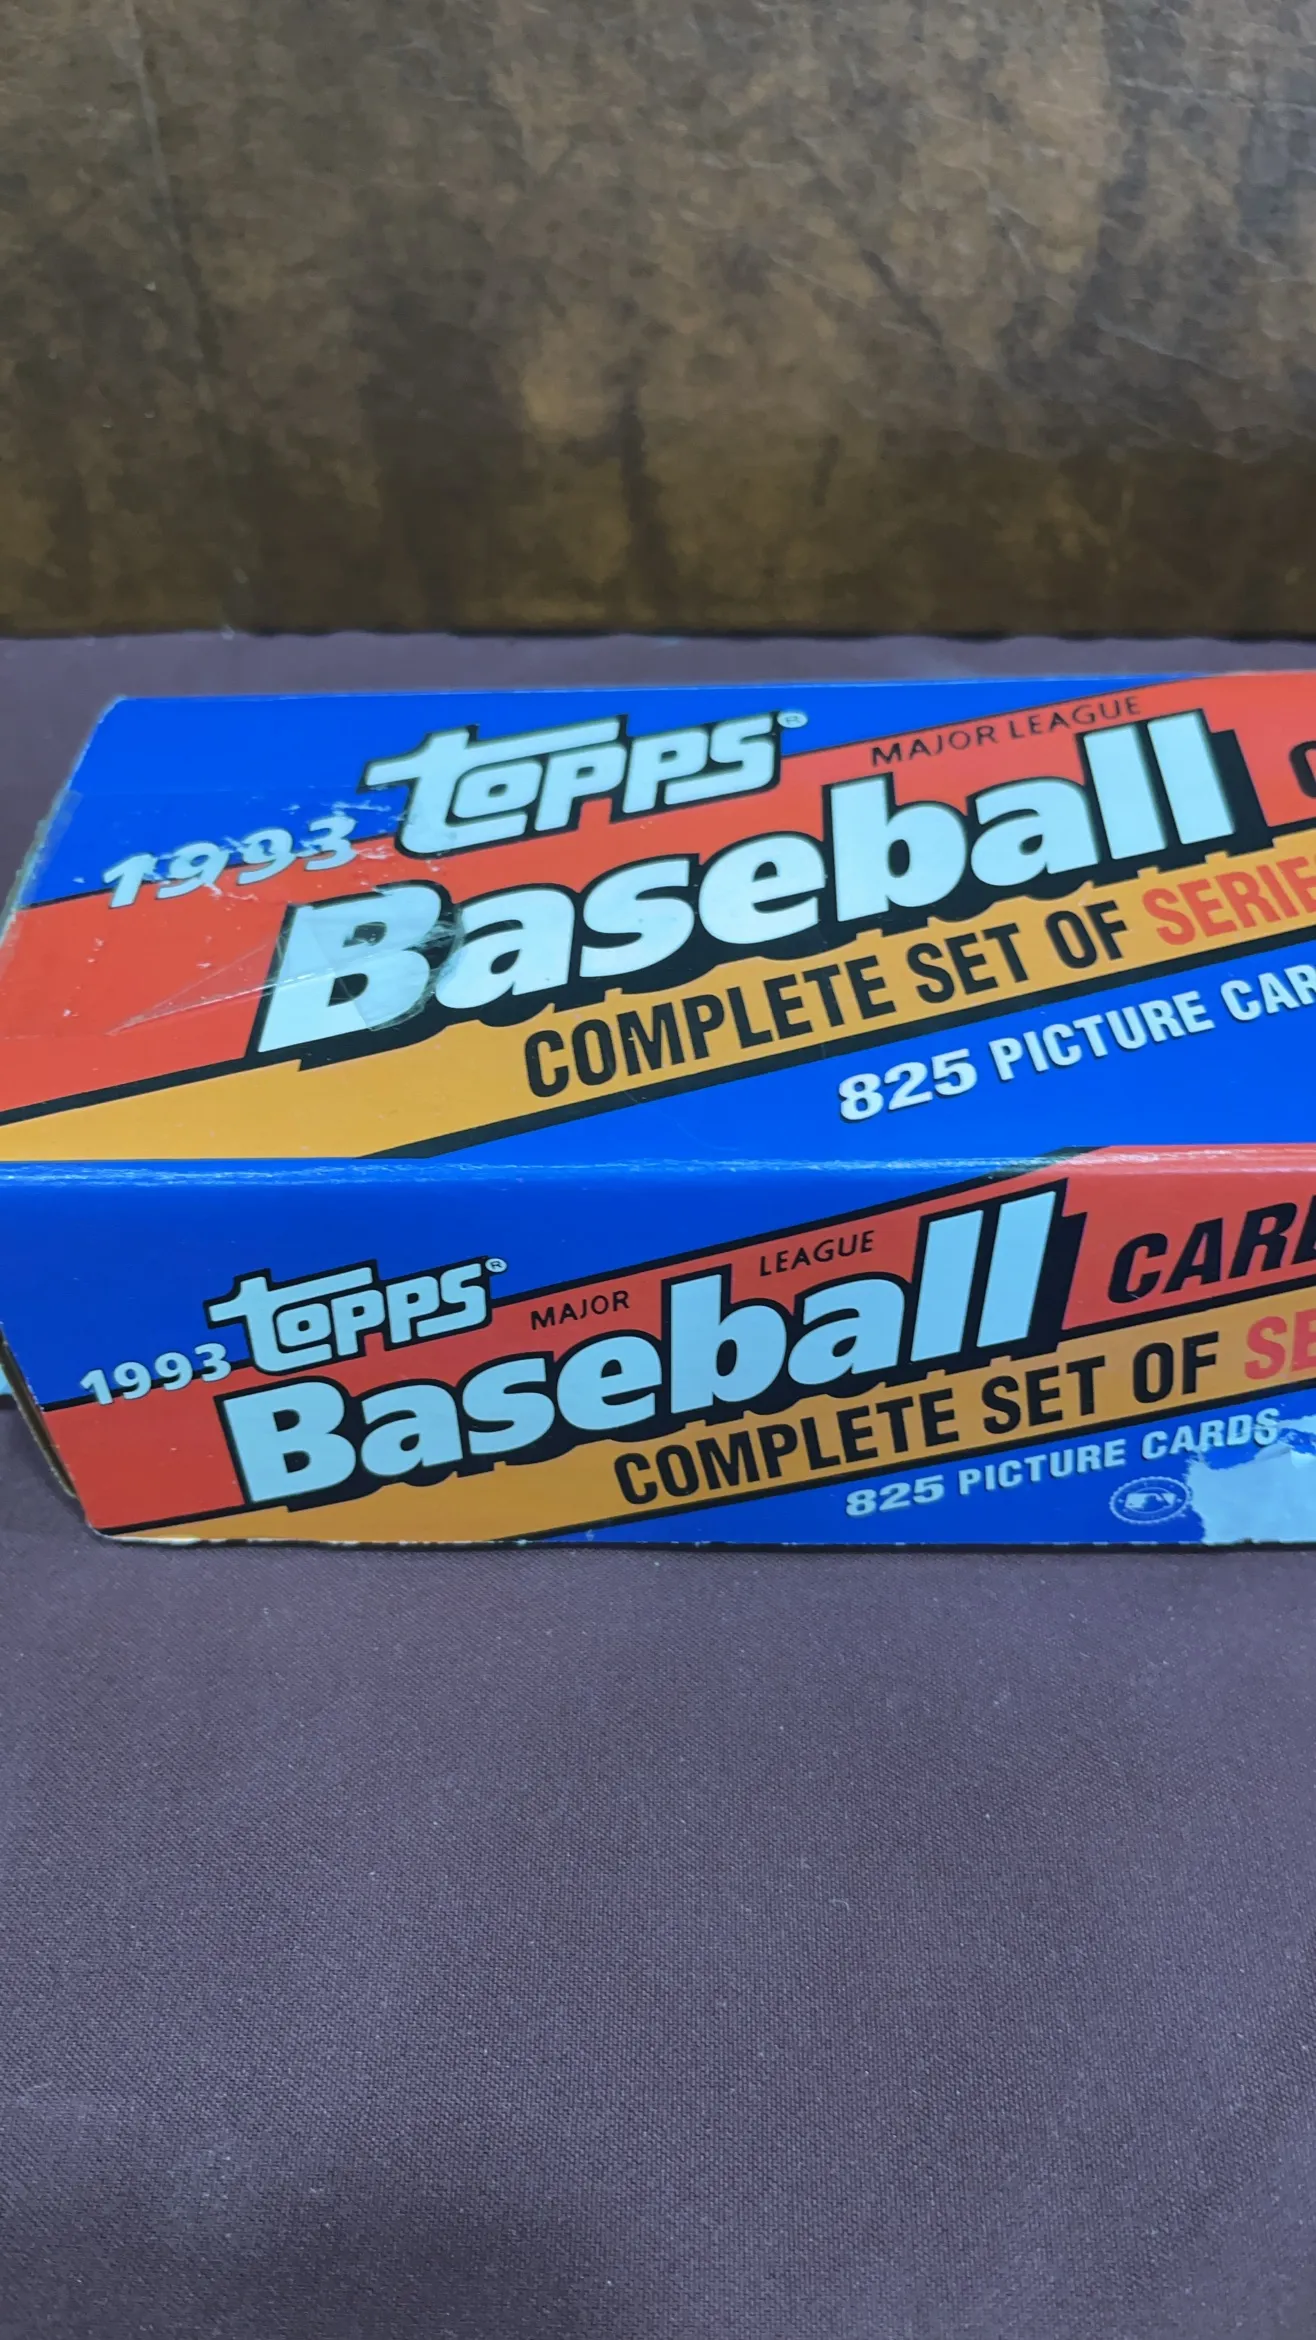 1993 TOPPS®
MAJOR LEAGUE
Baseball
COMPLETE SET OF
825 PICTURE
1993 TOPPS®
MAJOR LEAGUE
Baseball
COMPLETE SET OF
825 PICTURE CARDS